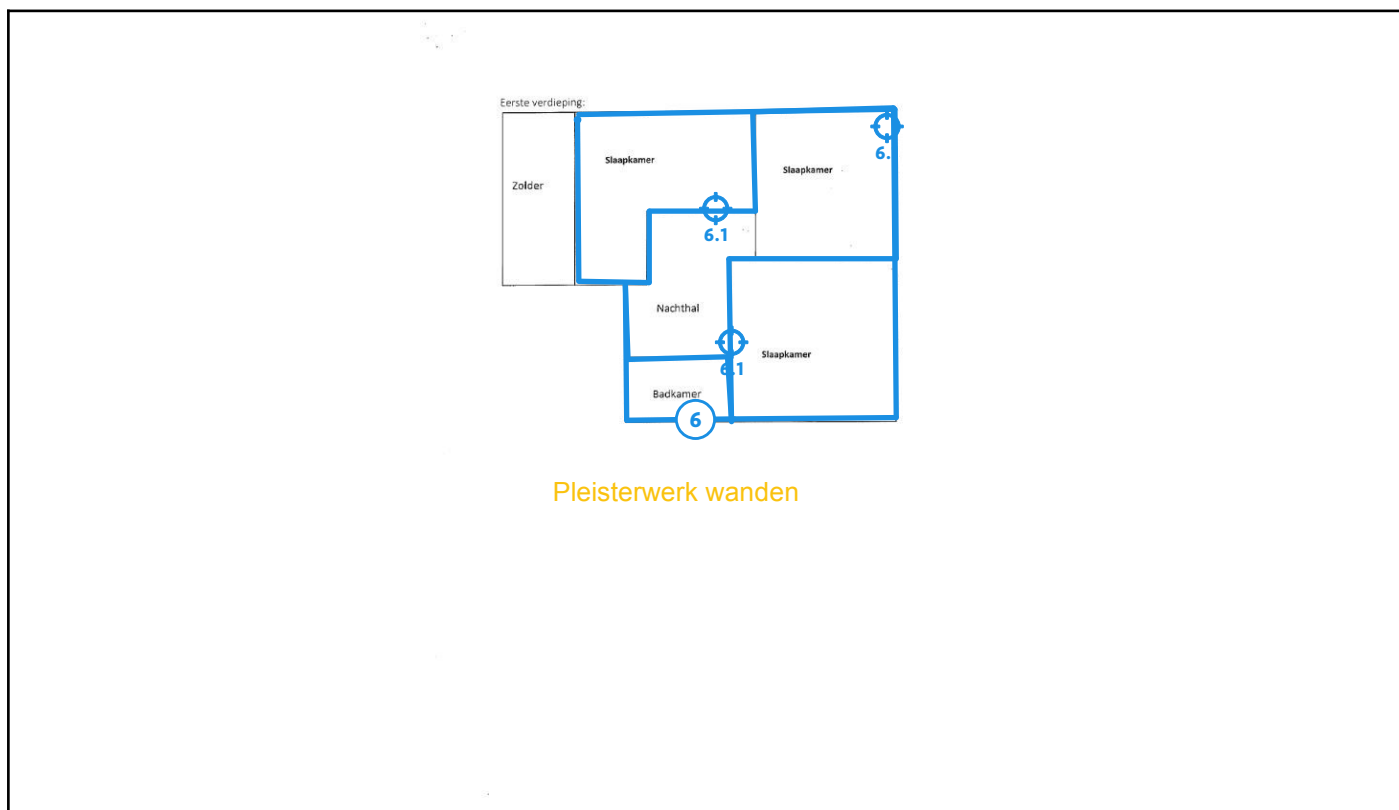 Eerste verdieping:
Slaapkamer
Slaapkamer
Zolder
6.
6.1
Nachthal
Slaapkamer
6.1
Badkamer
6
Pleisterwerk wanden